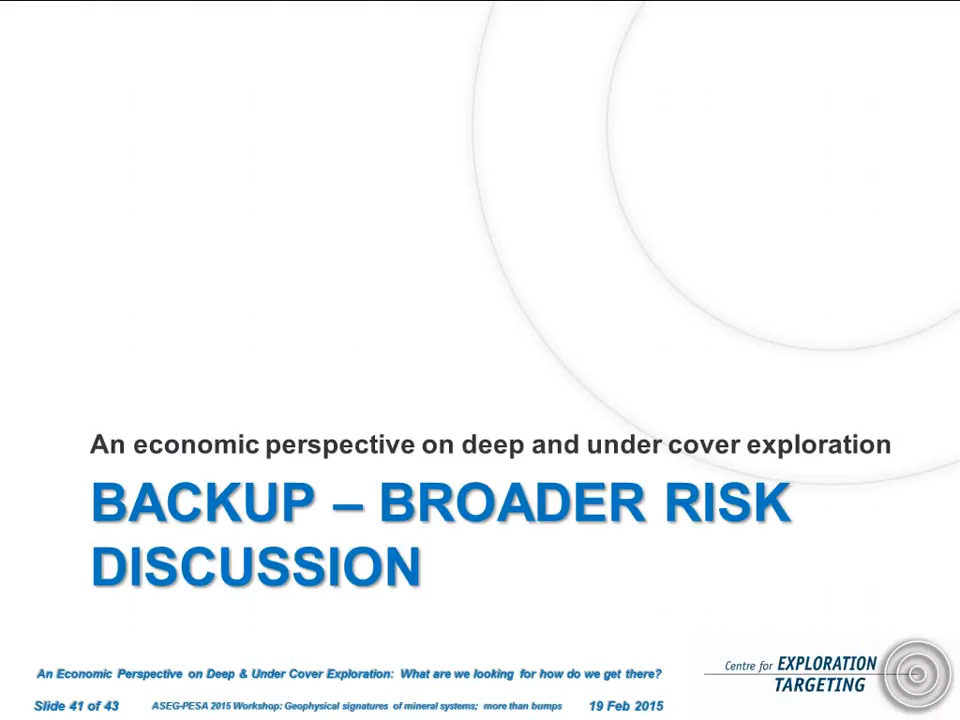 An economic perspective on deep and under cover exploration
BACKUP – BROADER RISK
DISCUSSION
An Economic Perspective on Deep & Under Cover Exploration: What are we looking for how do we get there?
Slide 41 of 43 ASEG-PESA 2015 Workshop: Geophysical signatures of mineral systems; more than bumps 19 Feb 2015
Centre for EXPLORATION
TARGETING